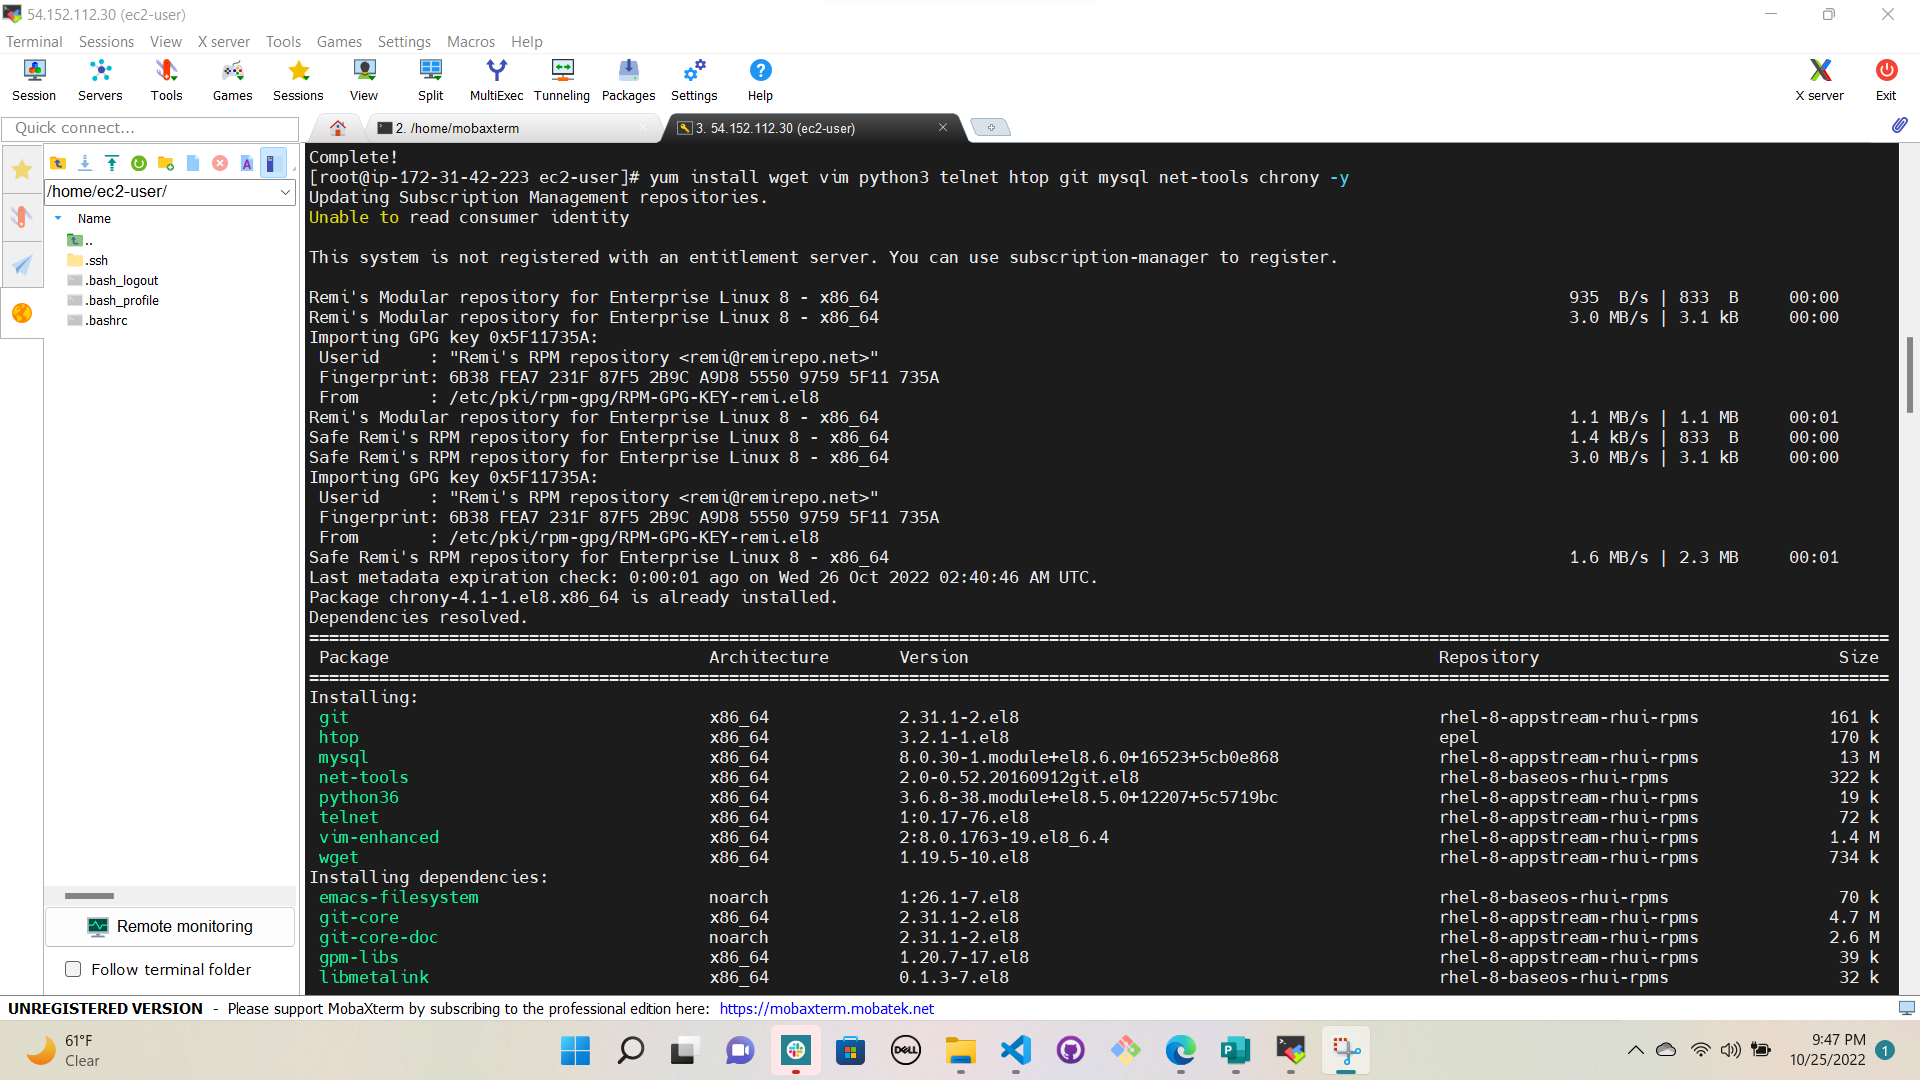 54.152.112.30 (ec2-user)
Terminal Sessions View X server Tools Games Settings Macros Help
Session Servers Tools Games Sessions View Split MultiExec Tunneling Packages Settings Help X server Exit
Quick connect...
2. /home/mobaxterm
3. 54.152.112.30 (ec2-user)
/home/ec2-user/
Name
..
.ssh
.bash_logout
.bash_profile
.bashrc
Remote monitoring
Follow terminal folder
Complete!
[root@ip-172-31-42-223 ec2-user]# yum install wget vim python3 telnet htop git mysql net-tools chrony -y
Updating Subscription Management repositories.
Unable to read consumer identity
This system is not registered with an entitlement server. You can use subscription-manager to register.
Remi's Modular repository for Enterprise Linux 8 - x86_64 935 B/s | 833 B 00:00
Remi's Modular repository for Enterprise Linux 8 - x86_64 3.0 MB/s | 3.1 kB 00:00
Importing GPG key 0x5F11735A:
Userid : "Remi's RPM repository <remi@remirepo.net>"
Fingerprint: 6B38 FEA7 231F 87F5 2B9C A9D8 5550 9759 5F11 735A
From : /etc/pki/rpm-gpg/RPM-GPG-KEY-remi.el8
Remi's Modular repository for Enterprise Linux 8 - x86_64 1.1 MB/s | 1.1 MB 00:01
Safe Remi's RPM repository for Enterprise Linux 8 - x86_64 1.4 kB/s | 833 B 00:00
Safe Remi's RPM repository for Enterprise Linux 8 - x86_64 3.0 MB/s | 3.1 kB 00:00
Importing GPG key 0x5F11735A:
Userid : "Remi's RPM repository <remi@remirepo.net>"
Fingerprint: 6B38 FEA7 231F 87F5 2B9C A9D8 5550 9759 5F11 735A
From : /etc/pki/rpm-gpg/RPM-GPG-KEY-remi.el8
Safe Remi's RPM repository for Enterprise Linux 8 - x86_64 1.6 MB/s | 2.3 MB 00:01
Last metadata expiration check: 0:00:01 ago on Wed 26 Oct 2022 02:40:46 AM UTC.
Package chrony-4.1-1.el8.x86_64 is already installed.
Dependencies resolved.
Package Architecture Version Repository Size
Installing:
git x86_64 2.31.1-2.el8 rhel-8-appstream-rhui-rpms 161 k
htop x86_64 3.2.1-1.el8 epel 170 k
mysql x86_64 8.0.30-1.module+el8.6.0+16523+5cb0e868 rhel-8-appstream-rhui-rpms 13 M
net-tools x86_64 2.0-0.52.20160912git.el8 rhel-8-baseos-rhui-rpms 322 k
python36 x86_64 3.6.8-38.module+el8.5.0+12207+5c5719bc rhel-8-appstream-rhui-rpms 19 k
telnet x86_64 1:0.17-76.el8 rhel-8-appstream-rhui-rpms 72 k
vim-enhanced x86_64 2:8.0.1763-19.el8_6.4 rhel-8-appstream-rhui-rpms 1.4 M
wget x86_64 1.19.5-10.el8 rhel-8-appstream-rhui-rpms 734 k
Installing dependencies:
emacs-filesystem noarch 1:26.1-7.el8 rhel-8-baseos-rhui-rpms 70 k
git-core x86_64 2.31.1-2.el8 rhel-8-appstream-rhui-rpms 4.7 M
git-core-doc noarch 2.31.1-2.el8 rhel-8-appstream-rhui-rpms 2.6 M
gpm-libs x86_64 1.20.7-17.el8 rhel-8-appstream-rhui-rpms 39 k
libmetalink x86_64 0.1.3-7.el8 rhel-8-baseos-rhui-rpms 32 k
UNREGISTERED VERSION - Please support MobaXterm by subscribing to the professional edition here: https://mobaxterm.mobatek.net
61°F
Clear
DELL
9:47 PM
10/25/2022
1